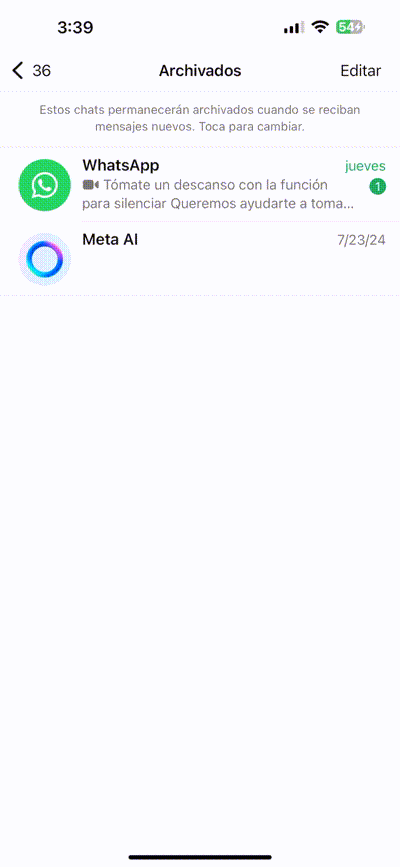 3:39
54
36
Archivados
Editar
Estos chats permanecerán archivados cuando se reciban
mensajes nuevos. Toca para cambiar.
WhatsApp
jueves
Tómate un descanso con la función
1
para silenciar Queremos ayudarte a toma...
Meta AI
7/23/24